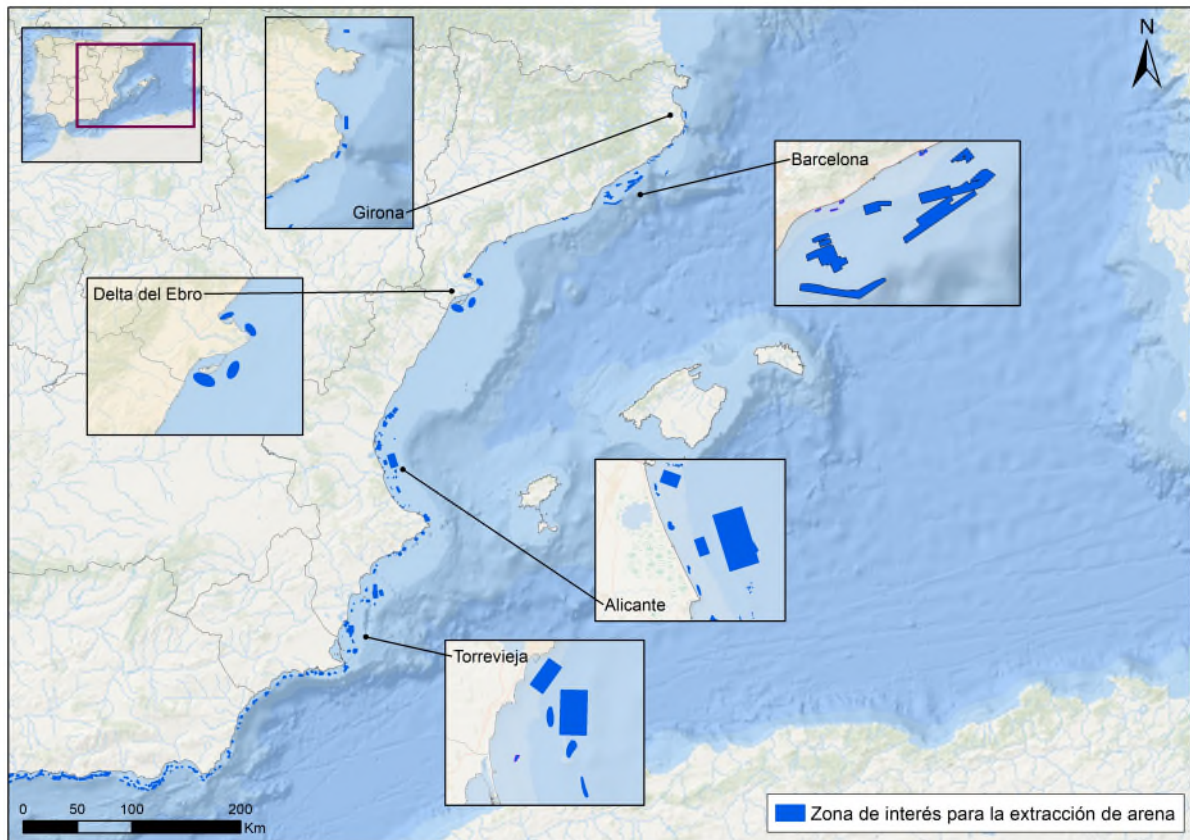 N
Barcelona
Girona
Delta del Ebro
Alicante
Torrevieja
0 50 100 200
Km
Zona de interés para la extracción de arena